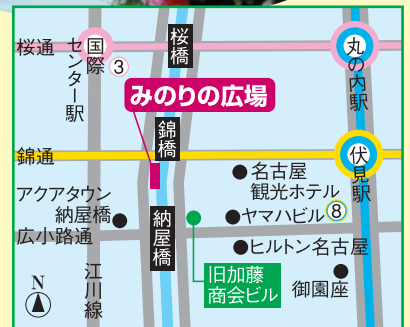 桜通
国際
センター駅
③
桜橋
丸の内駅
みのりの広場
錦橋
錦通
伏見駅
名古屋
観光ホテル
アクアタウン
納屋橋
ヤマハビル⑧
納屋橋
広小路通
ヒルトン名古屋
旧加藤
商会ビル
御園座
江川線
N